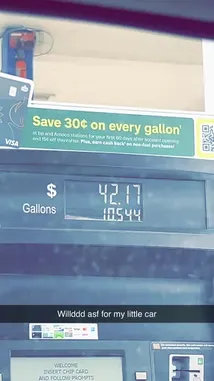 Save 30¢ on every gallon¹
VISA
$ 42.17
Gallons 10.544
Willddd asf for my little car
WELCOME
INSERT CHIP CARD
AND FOLLOW PROMPTS